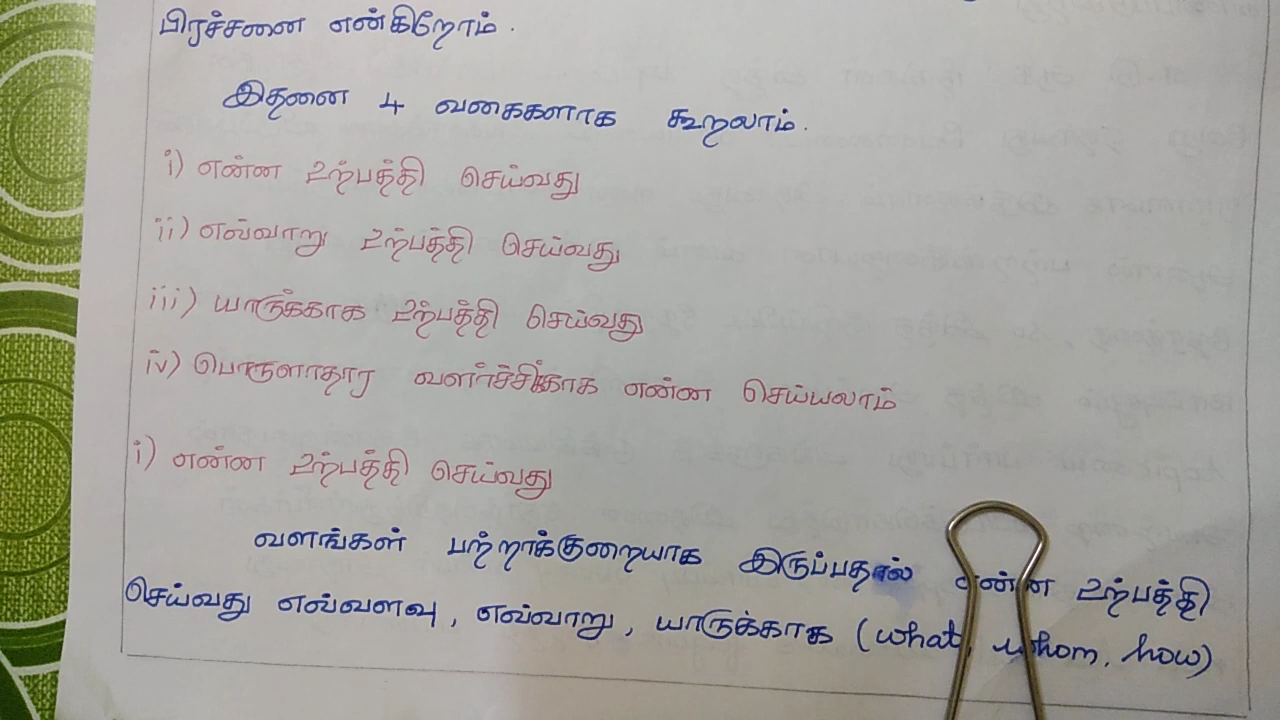 பிரச்சனை என்கிறோம்.
இதனை 4 வகைகளாக கூறலாம்.
i) என்ன உற்பத்தி செய்வது
ii) எவ்வாறு உற்பத்தி செய்வது
iii) யாருக்காக உற்பத்தி செய்வது
iv) பொருளாதார வளர்ச்சிக்காக என்ன செய்யலாம்
i) என்ன உற்பத்தி செய்வது
வளங்கள் பற்றாக்குறையாக இருப்பதால் என்ன உற்பத்தி
செய்வது எவ்வளவு, எவ்வாறு, யாருக்காக (what, whom, how)